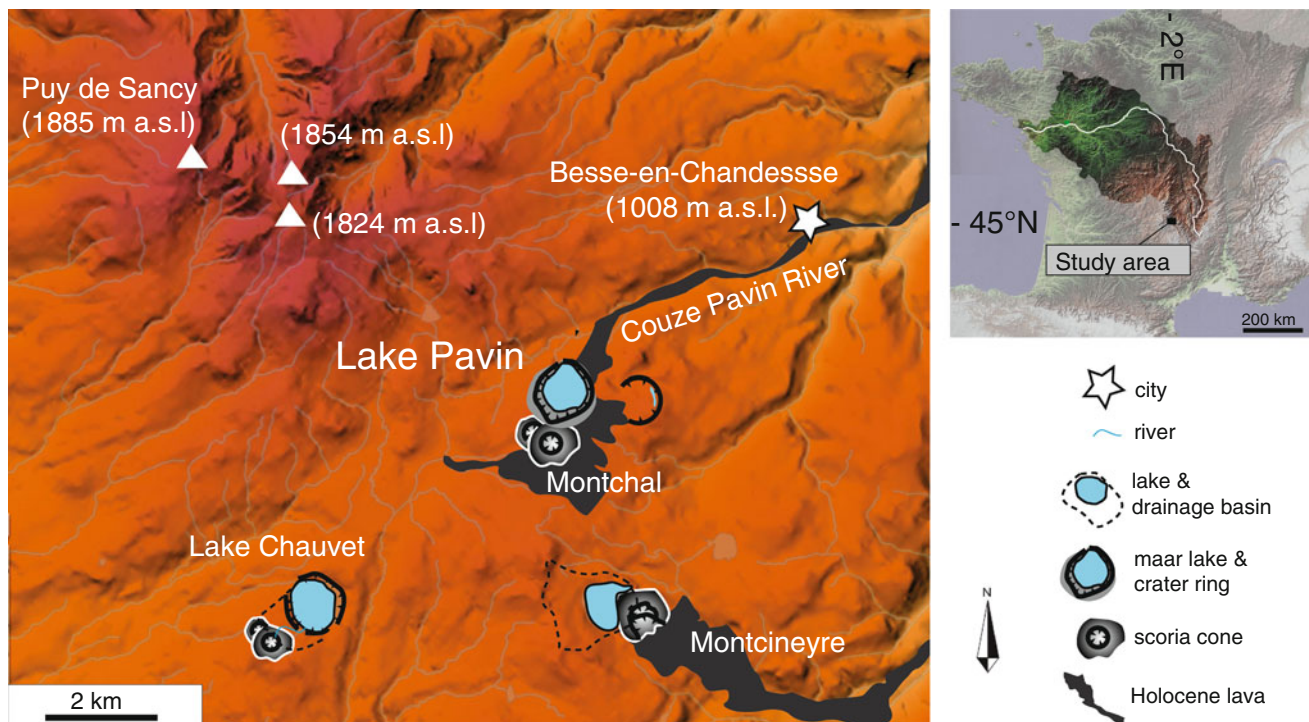 Puy de Sancy
(1885 m a.s.l)
(1854 m a.s.l)
(1824 m a.s.l)
Besse-en-Chandessse
(1008 m a.s.l.)
Couze Pavin River
Lake Pavin
Montchal
Lake Chauvet
Montcineyre
2 km
- 2°E
- 45°N
Study area
200 km
city
river
lake &
drainage basin
maar lake &
crater ring
scoria cone
Holocene lava
N